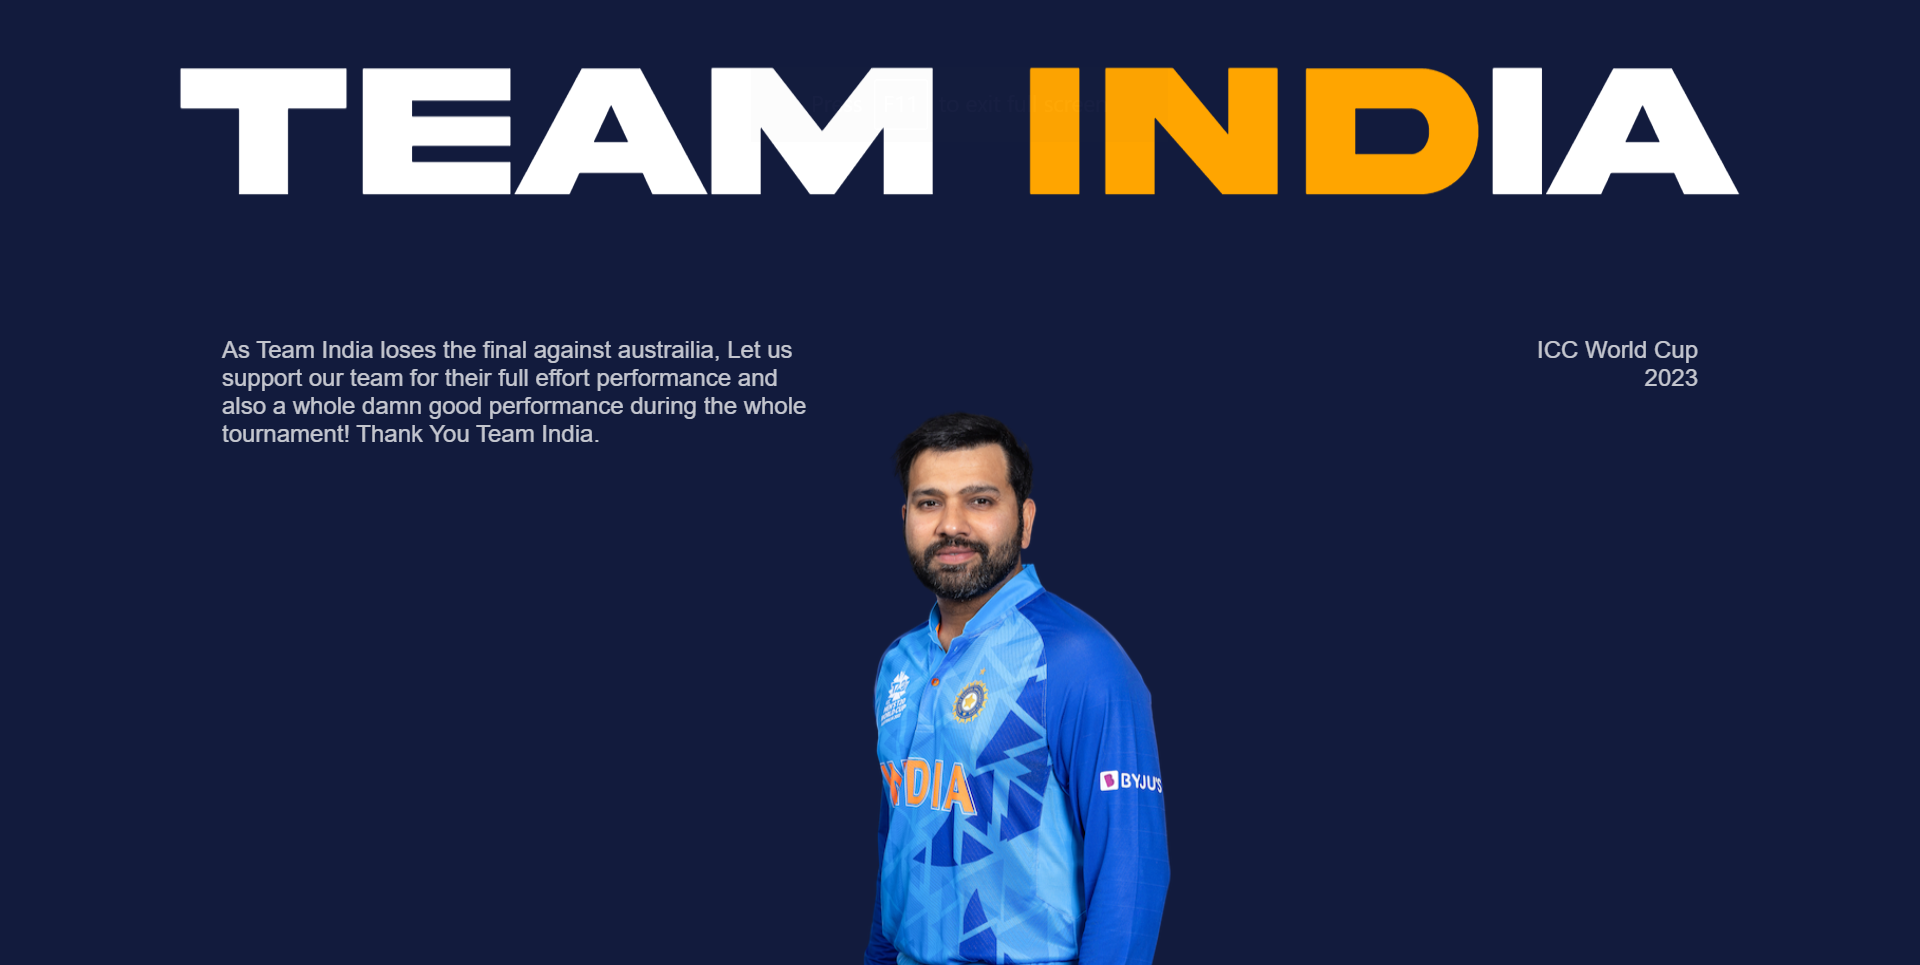 TEAM INDIA
As Team India loses the final against austrailia, Let us
support our team for their full effort performance and
also a whole damn good performance during the whole
tournament! Thank You Team India.
ICC World Cup
2023
INDIA
BYJU'S